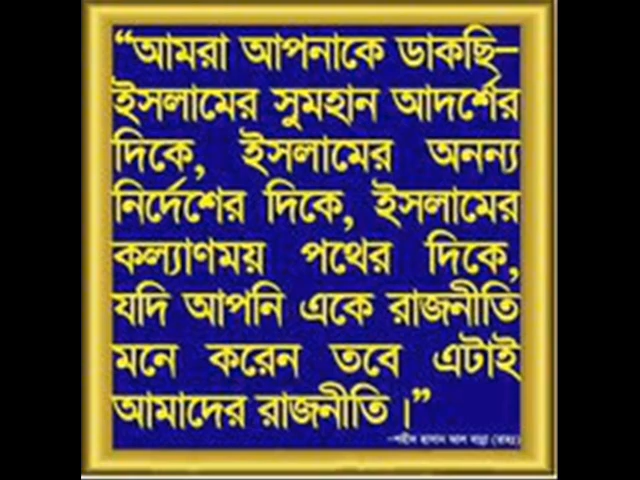 “আমরা আপনাকে ডাকছি–
ইসলামের সুমহান আদর্শের
দিকে, ইসলামের অনন্য
নির্দেশের দিকে, ইসলামের
কল্যাণময় পথের দিকে,
যদি আপনি একে রাজনীতি
মনে করেন তবে এটাই
আমাদের রাজনীতি।”
–শহীদ হাসান আল বান্না (রহঃ)